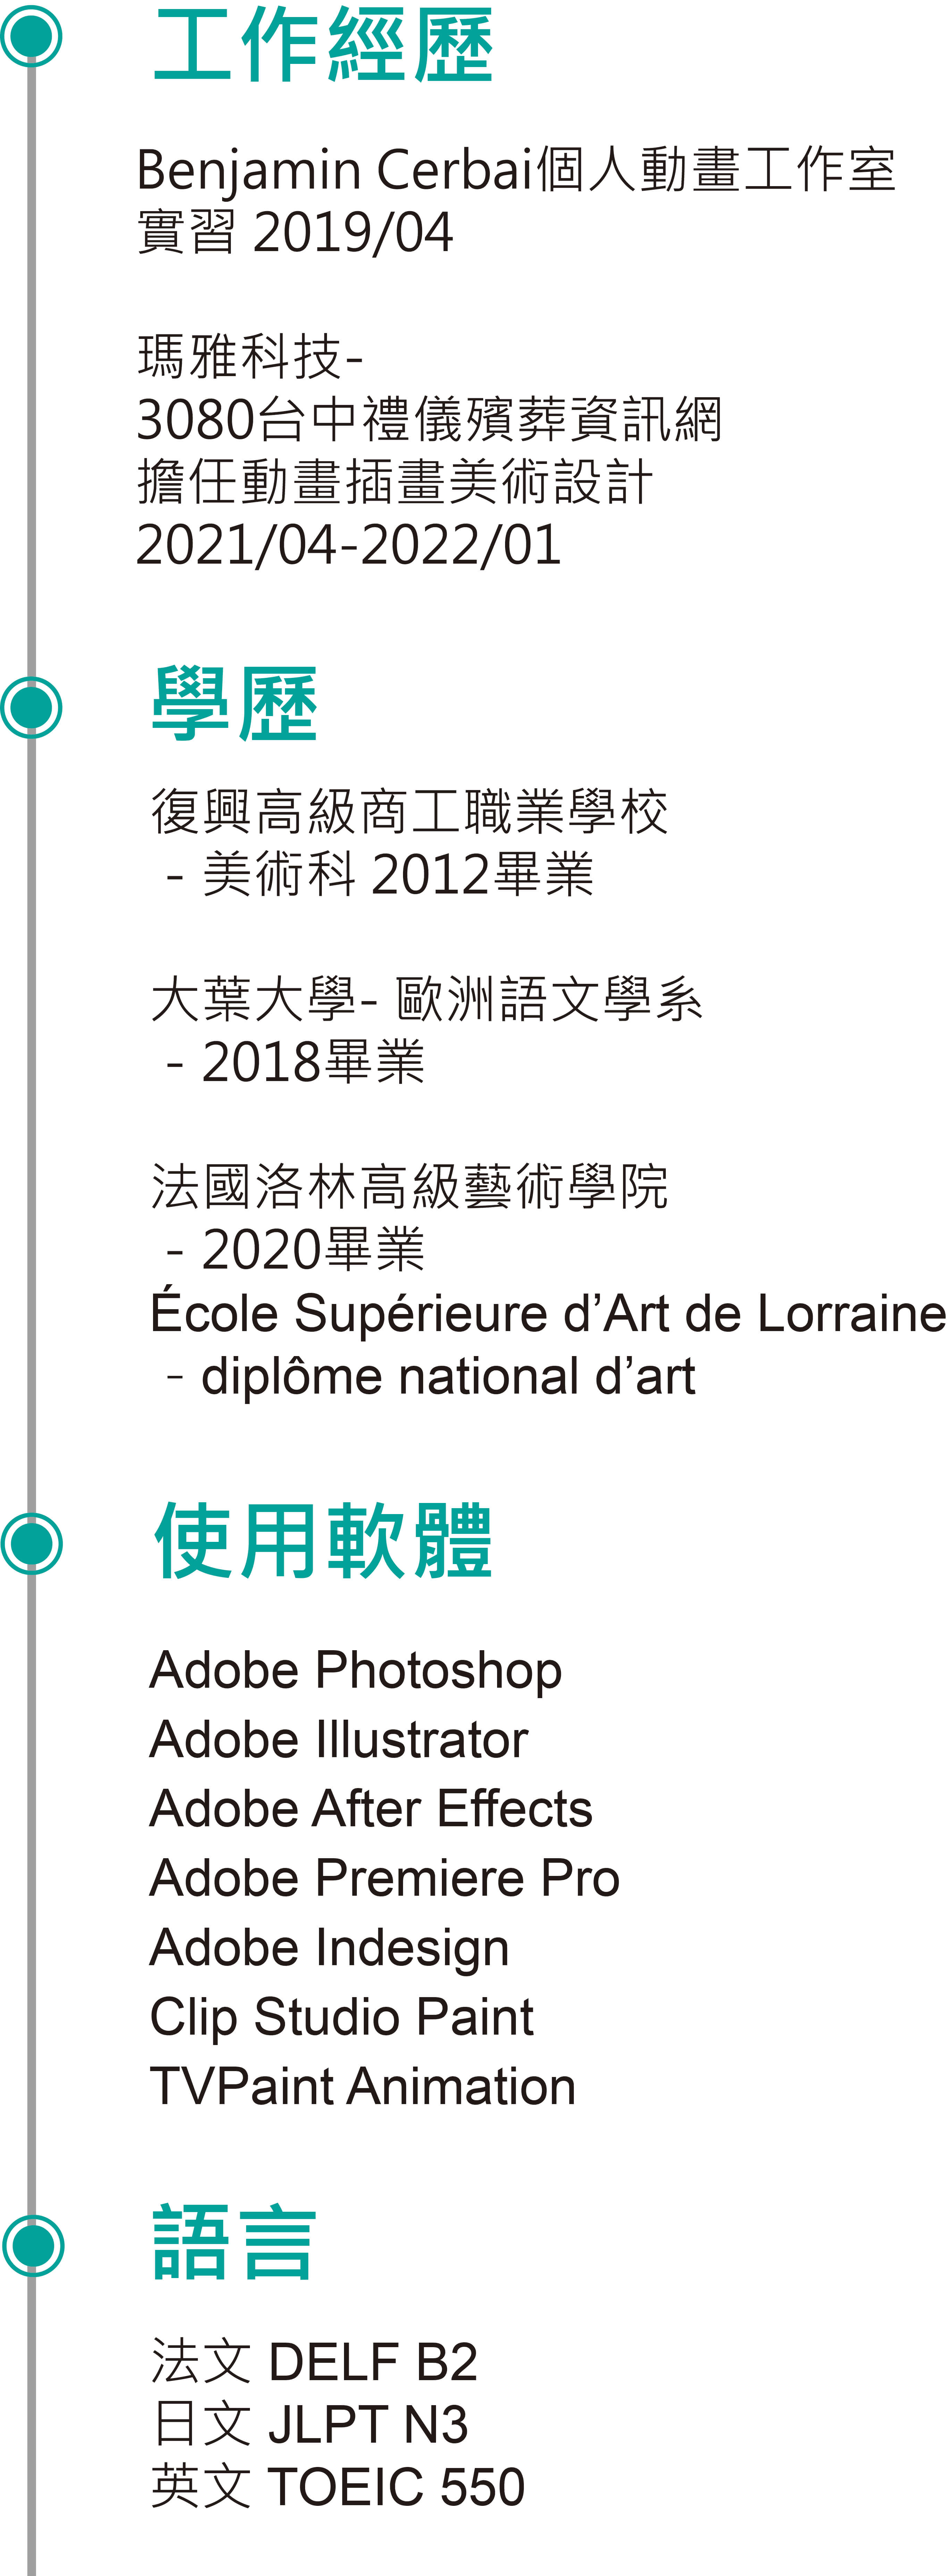 工作經歷
Benjamin Cerbai個人動畫工作室
實習 2019/04
瑪雅科技-
3080台中禮儀殯葬資訊網
擔任動畫插畫美術設計
2021/04-2022/01
學歷
復興高級商工職業學校
- 美術科 2012畢業
大葉大學- 歐洲語文學系
- 2018畢業
法國洛林高級藝術學院
- 2020畢業
École Supérieure d’Art de Lorraine
- diplôme national d’art
使用軟體
Adobe Photoshop
Adobe Illustrator
Adobe After Effects
Adobe Premiere Pro
Adobe Indesign
Clip Studio Paint
TVPaint Animation
語言
法文 DELF B2
日文 JLPT N3
英文 TOEIC 550